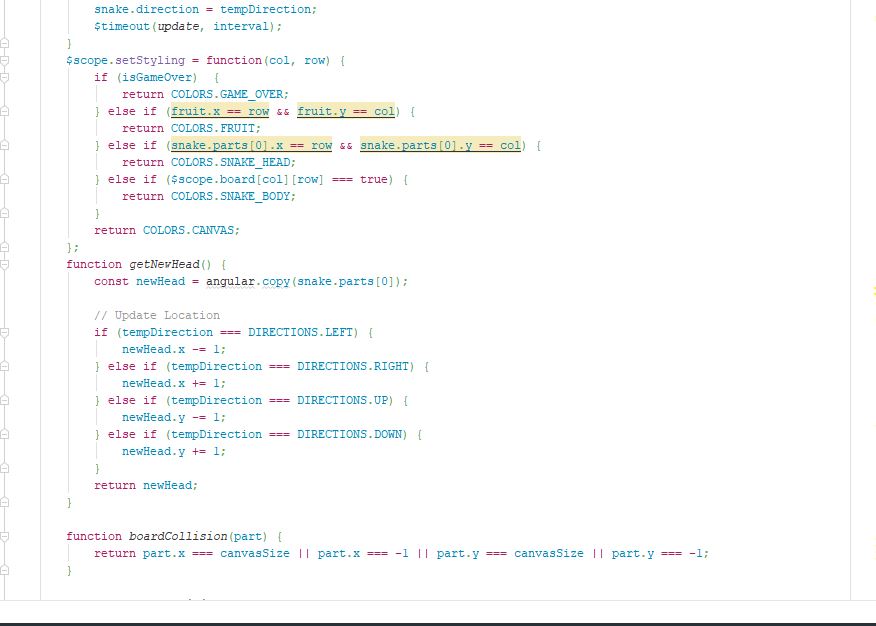 snake.direction = tempDirection;
$timeout(update, interval);
}
$scope.setStyling = function(col, row) {
if (isGameOver)  {
return COLORS.GAME_OVER;
} else if (fruit.x == row && fruit.y == col) {
return COLORS.FRUIT;
} else if (snake.parts[0].x == row && snake.parts[0].y == col) {
return COLORS.SNAKE_HEAD;
} else if ($scope.board[col][row] === true) {
return COLORS.SNAKE_BODY;
}
return COLORS.CANVAS;
};
function getNewHead() {
const newHead = angular.copy(snake.parts[0]);
// Update Location
if (tempDirection === DIRECTIONS.LEFT) {
newHead.x -= 1;
} else if (tempDirection === DIRECTIONS.RIGHT) {
newHead.x += 1;
} else if (tempDirection === DIRECTIONS.UP) {
newHead.y -= 1;
} else if (tempDirection === DIRECTIONS.DOWN) {
newHead.y += 1;
}
return newHead;
}
function boardCollision(part) {
return part.x === canvasSize || part.x === -1 || part.y === canvasSize || part.y === -1;
}